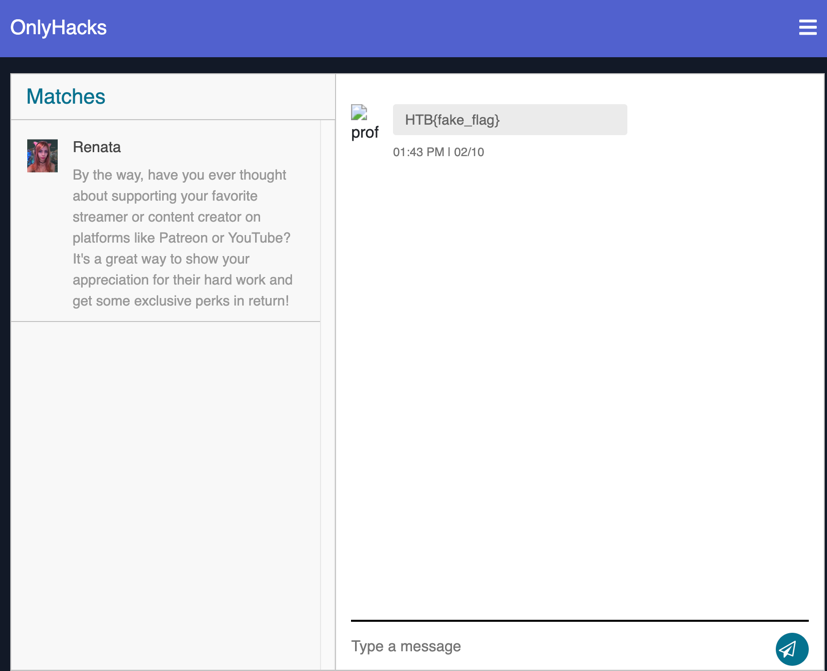 OnlyHacks
Matches
Renata
By the way, have you ever thought
about supporting your favorite
streamer or content creator on
platforms like Patreon or YouTube?
It's a great way to show your
appreciation for their hard work and
get some exclusive perks in return!
prof
HTB{fake_flag}
01:43 PM | 02/10
Type a message